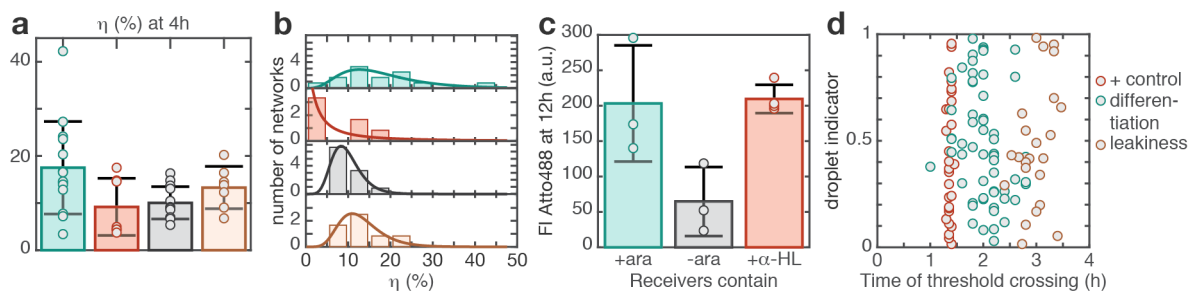 a
η (%) at 4h
40
20
0
b
number of networks
4
2
0
4
2
0
6
4
2
0
2
0
0 10 20 30 40 50
η (%)
c
FI Atto488 at 12h (a.u.)
300
250
200
150
100
50
0
+ara -ara +α-HL
Receivers contain
d
droplet indicator
1
0.5
0
0 1 2 3 4
Time of threshold crossing (h)
+ control
differen-
tiation
leakiness